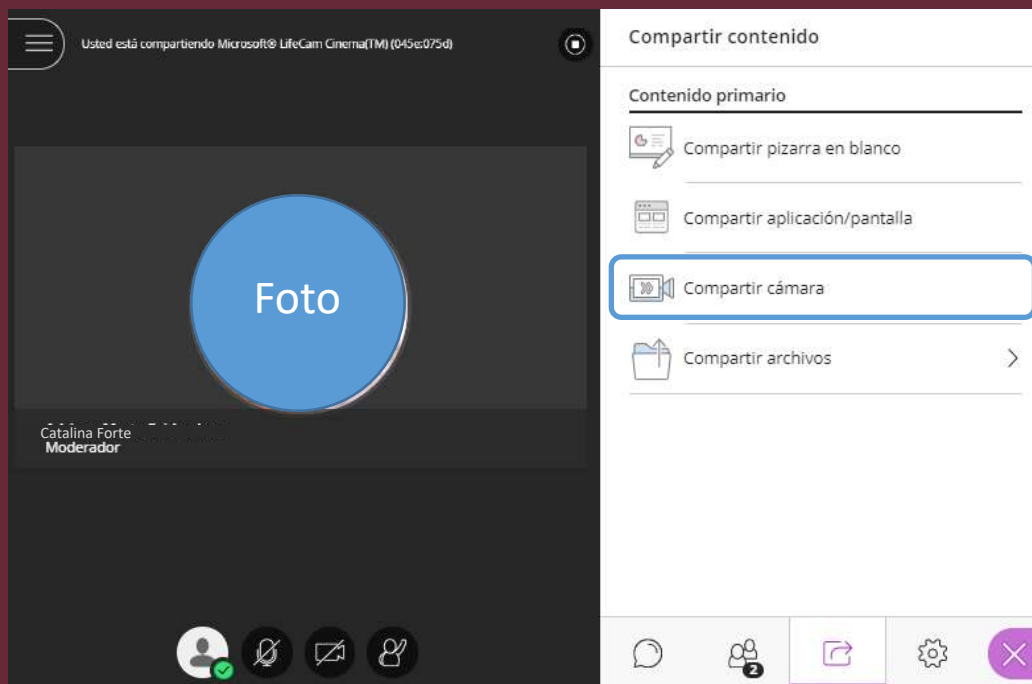 Usted está compartiendo Microsoft® LifeCam Cinema(TM) (045e:075d)
Foto
Catalina Forte
Moderador
Compartir contenido
Contenido primario
Compartir pizarra en blanco
Compartir aplicación/pantalla
Compartir cámara
Compartir archivos
2